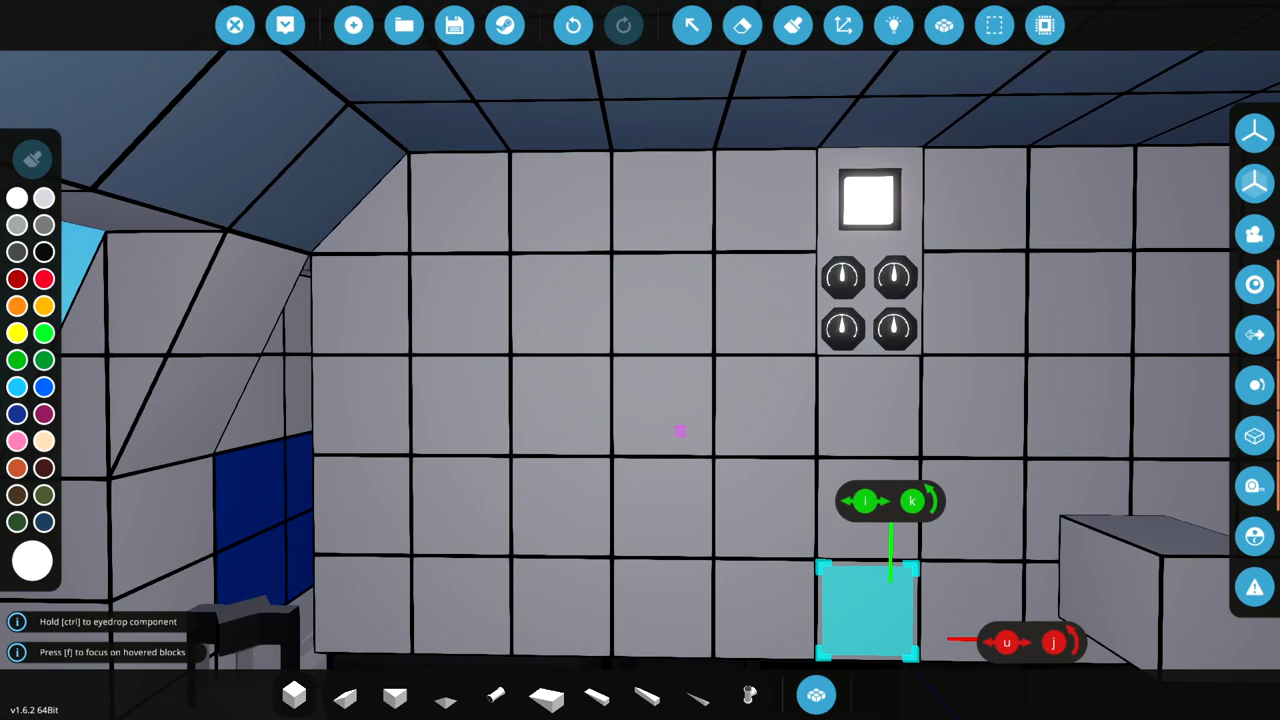 i k
u j
Hold [ctrl] to eyedrop component
Press [f] to focus on hovered blocks
v1.6.2 64Bit